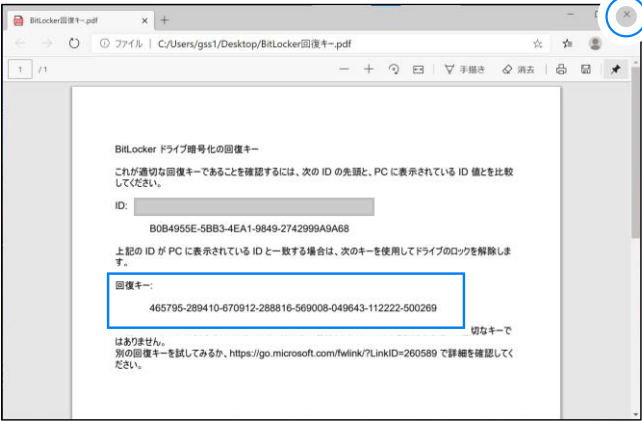 BitLocker回復キー.pdf
ファイル | C:/Users/gss1/Desktop/BitLocker回復キー.pdf
1 /1
手描き 消去
BitLocker ドライブ暗号化の回復キー
これが適切な回復キーであることを確認するには、次の ID の先頭と、PC に表示されている ID 値とを比較
してください。
ID:
B0B4955E-5BB3-4EA1-9849-2742999A9A68
上記の ID が PC に表示されている ID と一致する場合は、次のキーを使用してドライブのロックを解除しま
す。
回復キー:
465795-289410-670912-288816-569008-049643-112222-500269
切なキーで
はありません。
別の回復キーを試してみるか、https://go.microsoft.com/fwlink/?LinkID=260589 で詳細を確認してく
ださい。